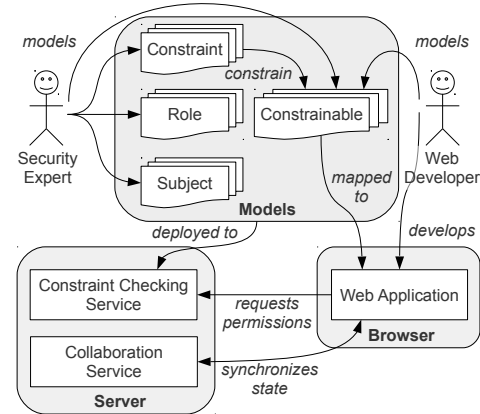 models
models
Constraint
constrain
Role
Constrainable
Security
Expert
Web
Developer
Subject
mapped
to
Models
deployed to
develops
Constraint Checking
Service
requests
permissions
Web Application
Browser
Collaboration
Service
synchronizes
state
Server